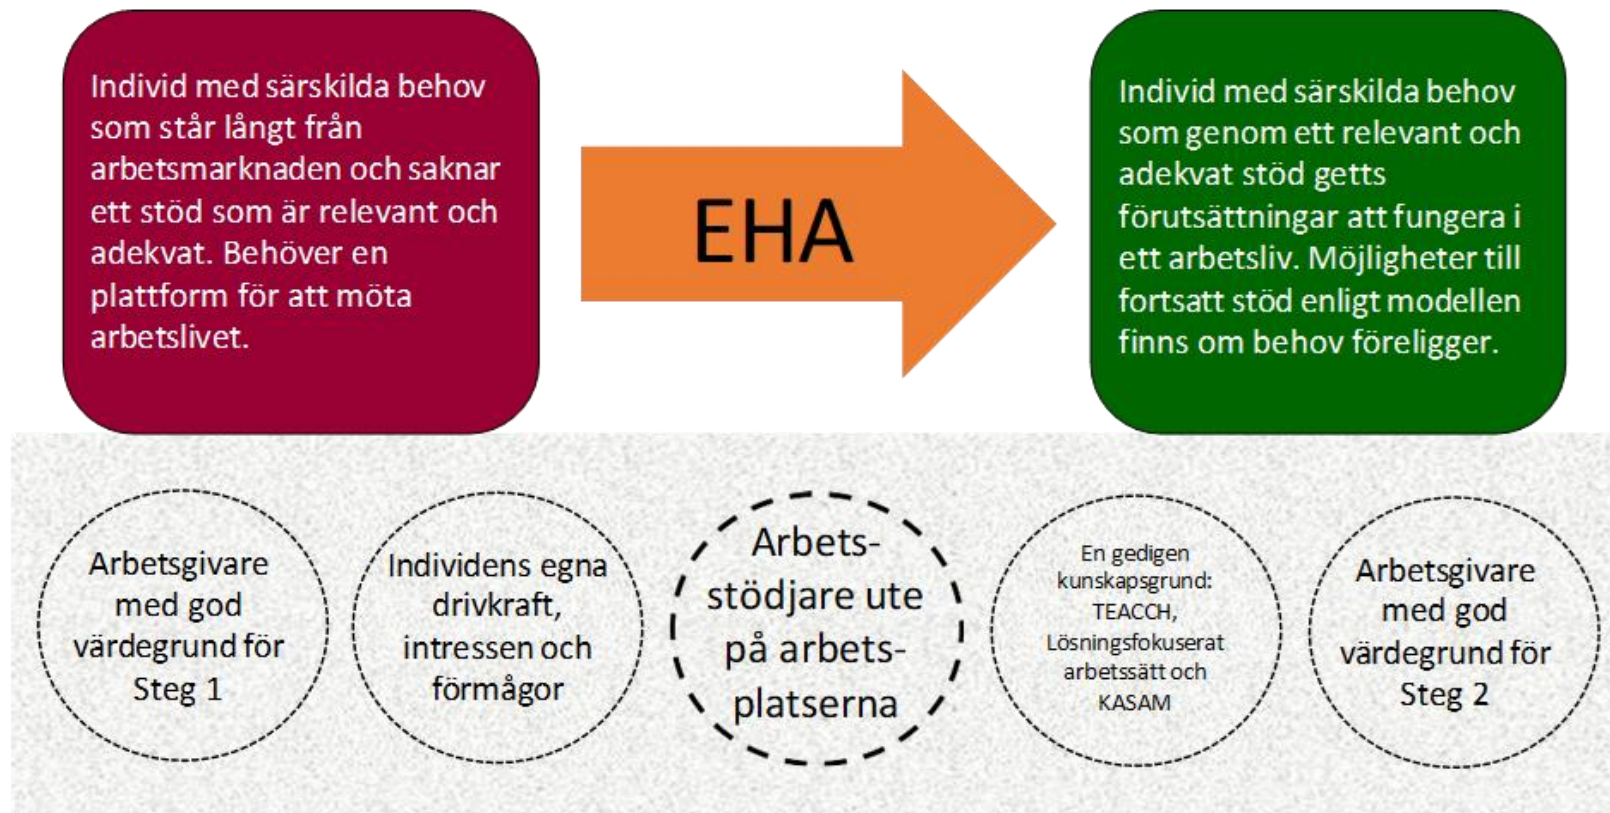 Individ med särskilda behov
som står långt från
arbetsmarknaden och saknar
ett stöd som är relevant och
adekvat. Behöver en
plattform för att möta
arbetslivet.
EHA
Individ med särskilda behov
som genom ett relevant och
adekvat stöd getts
förutsättningar att fungera i
ett arbetsliv. Möjligheter till
fortsatt stöd enligt modellen
finns om behov föreligger.
Arbetsgivare
med god
värdegrund för
Steg 1
Individens egna
drivkraft,
intressen och
förmågor
Arbets-
stödjare ute
på arbets-
platserna
En gedigen
kunskapsgrund:
TEACCH,
Lösningsfokuserat
arbetssätt och
KASAM
Arbetsgivare
med god
värdegrund för
Steg 2